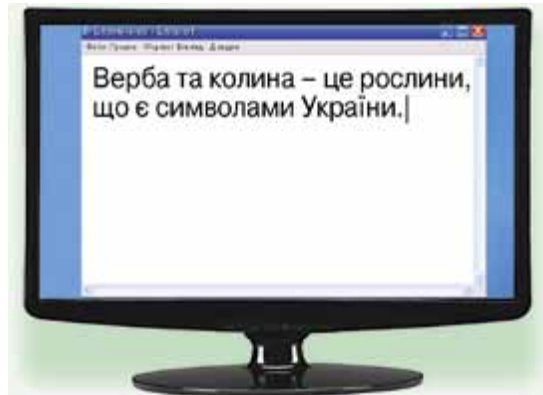 Верба та колина – це рослини,
що є символами України.